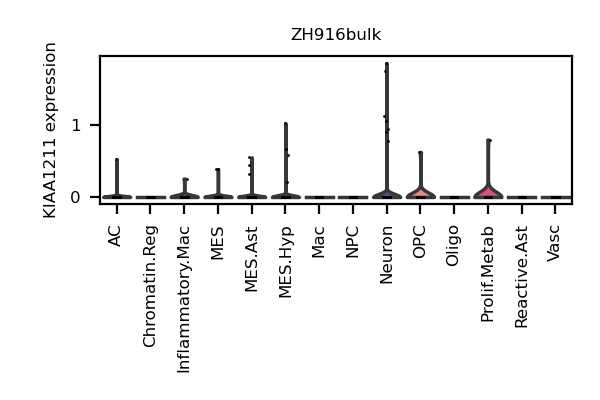 ZH916bulk
KIAA1211 expression
1
0
AC
Chromatin.Reg
Inflammatory.Mac
MES
MES.Ast
MES.Hyp
Mac
NPC
Neuron
OPC
Oligo
Prolif.Metab
Reactive.Ast
Vasc